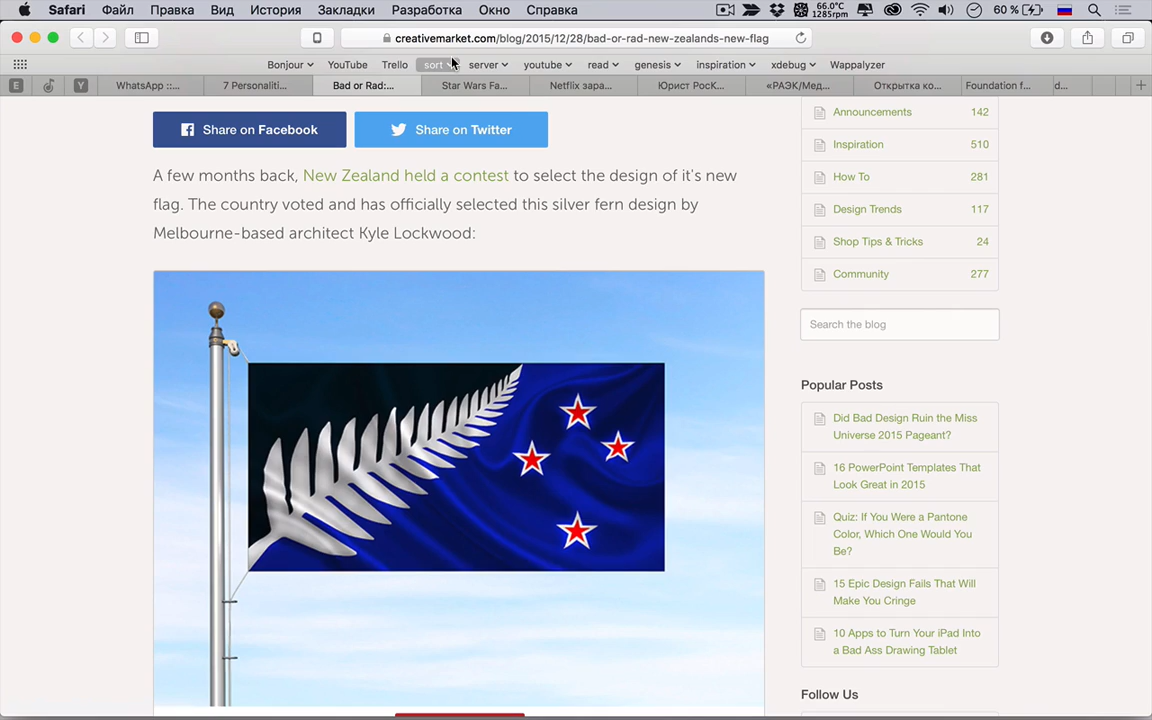 Safari Файл Правка Вид История Закладки Разработка Окно Справка 66.0°C 1285rpm 60 %
creativemarket.com/blog/2015/12/28/bad-or-rad-new-zealands-new-flag
Bonjour YouTube Trello sort server youtube read genesis inspiration xdebug Wappalyzer
E Y WhatsApp ::... 7 Personaliti... Bad or Rad:... Star Wars Fa... Netflix зара... Юрист РосК... «РАЭК/Мед... Открытка ко... Foundation f... d...
Share on Facebook Share on Twitter
A few months back, New Zealand held a contest to select the design of it's new
flag. The country voted and has officially selected this silver fern design by
Melbourne-based architect Kyle Lockwood:
Announcements 142
Inspiration 510
How To 281
Design Trends 117
Shop Tips & Tricks 24
Community 277
Search the blog
Popular Posts
Did Bad Design Ruin the Miss
Universe 2015 Pageant?
16 PowerPoint Templates That
Look Great in 2015
Quiz: If You Were a Pantone
Color, Which One Would You
Be?
15 Epic Design Fails That Will
Make You Cringe
10 Apps to Turn Your iPad Into
a Bad Ass Drawing Tablet
Follow Us